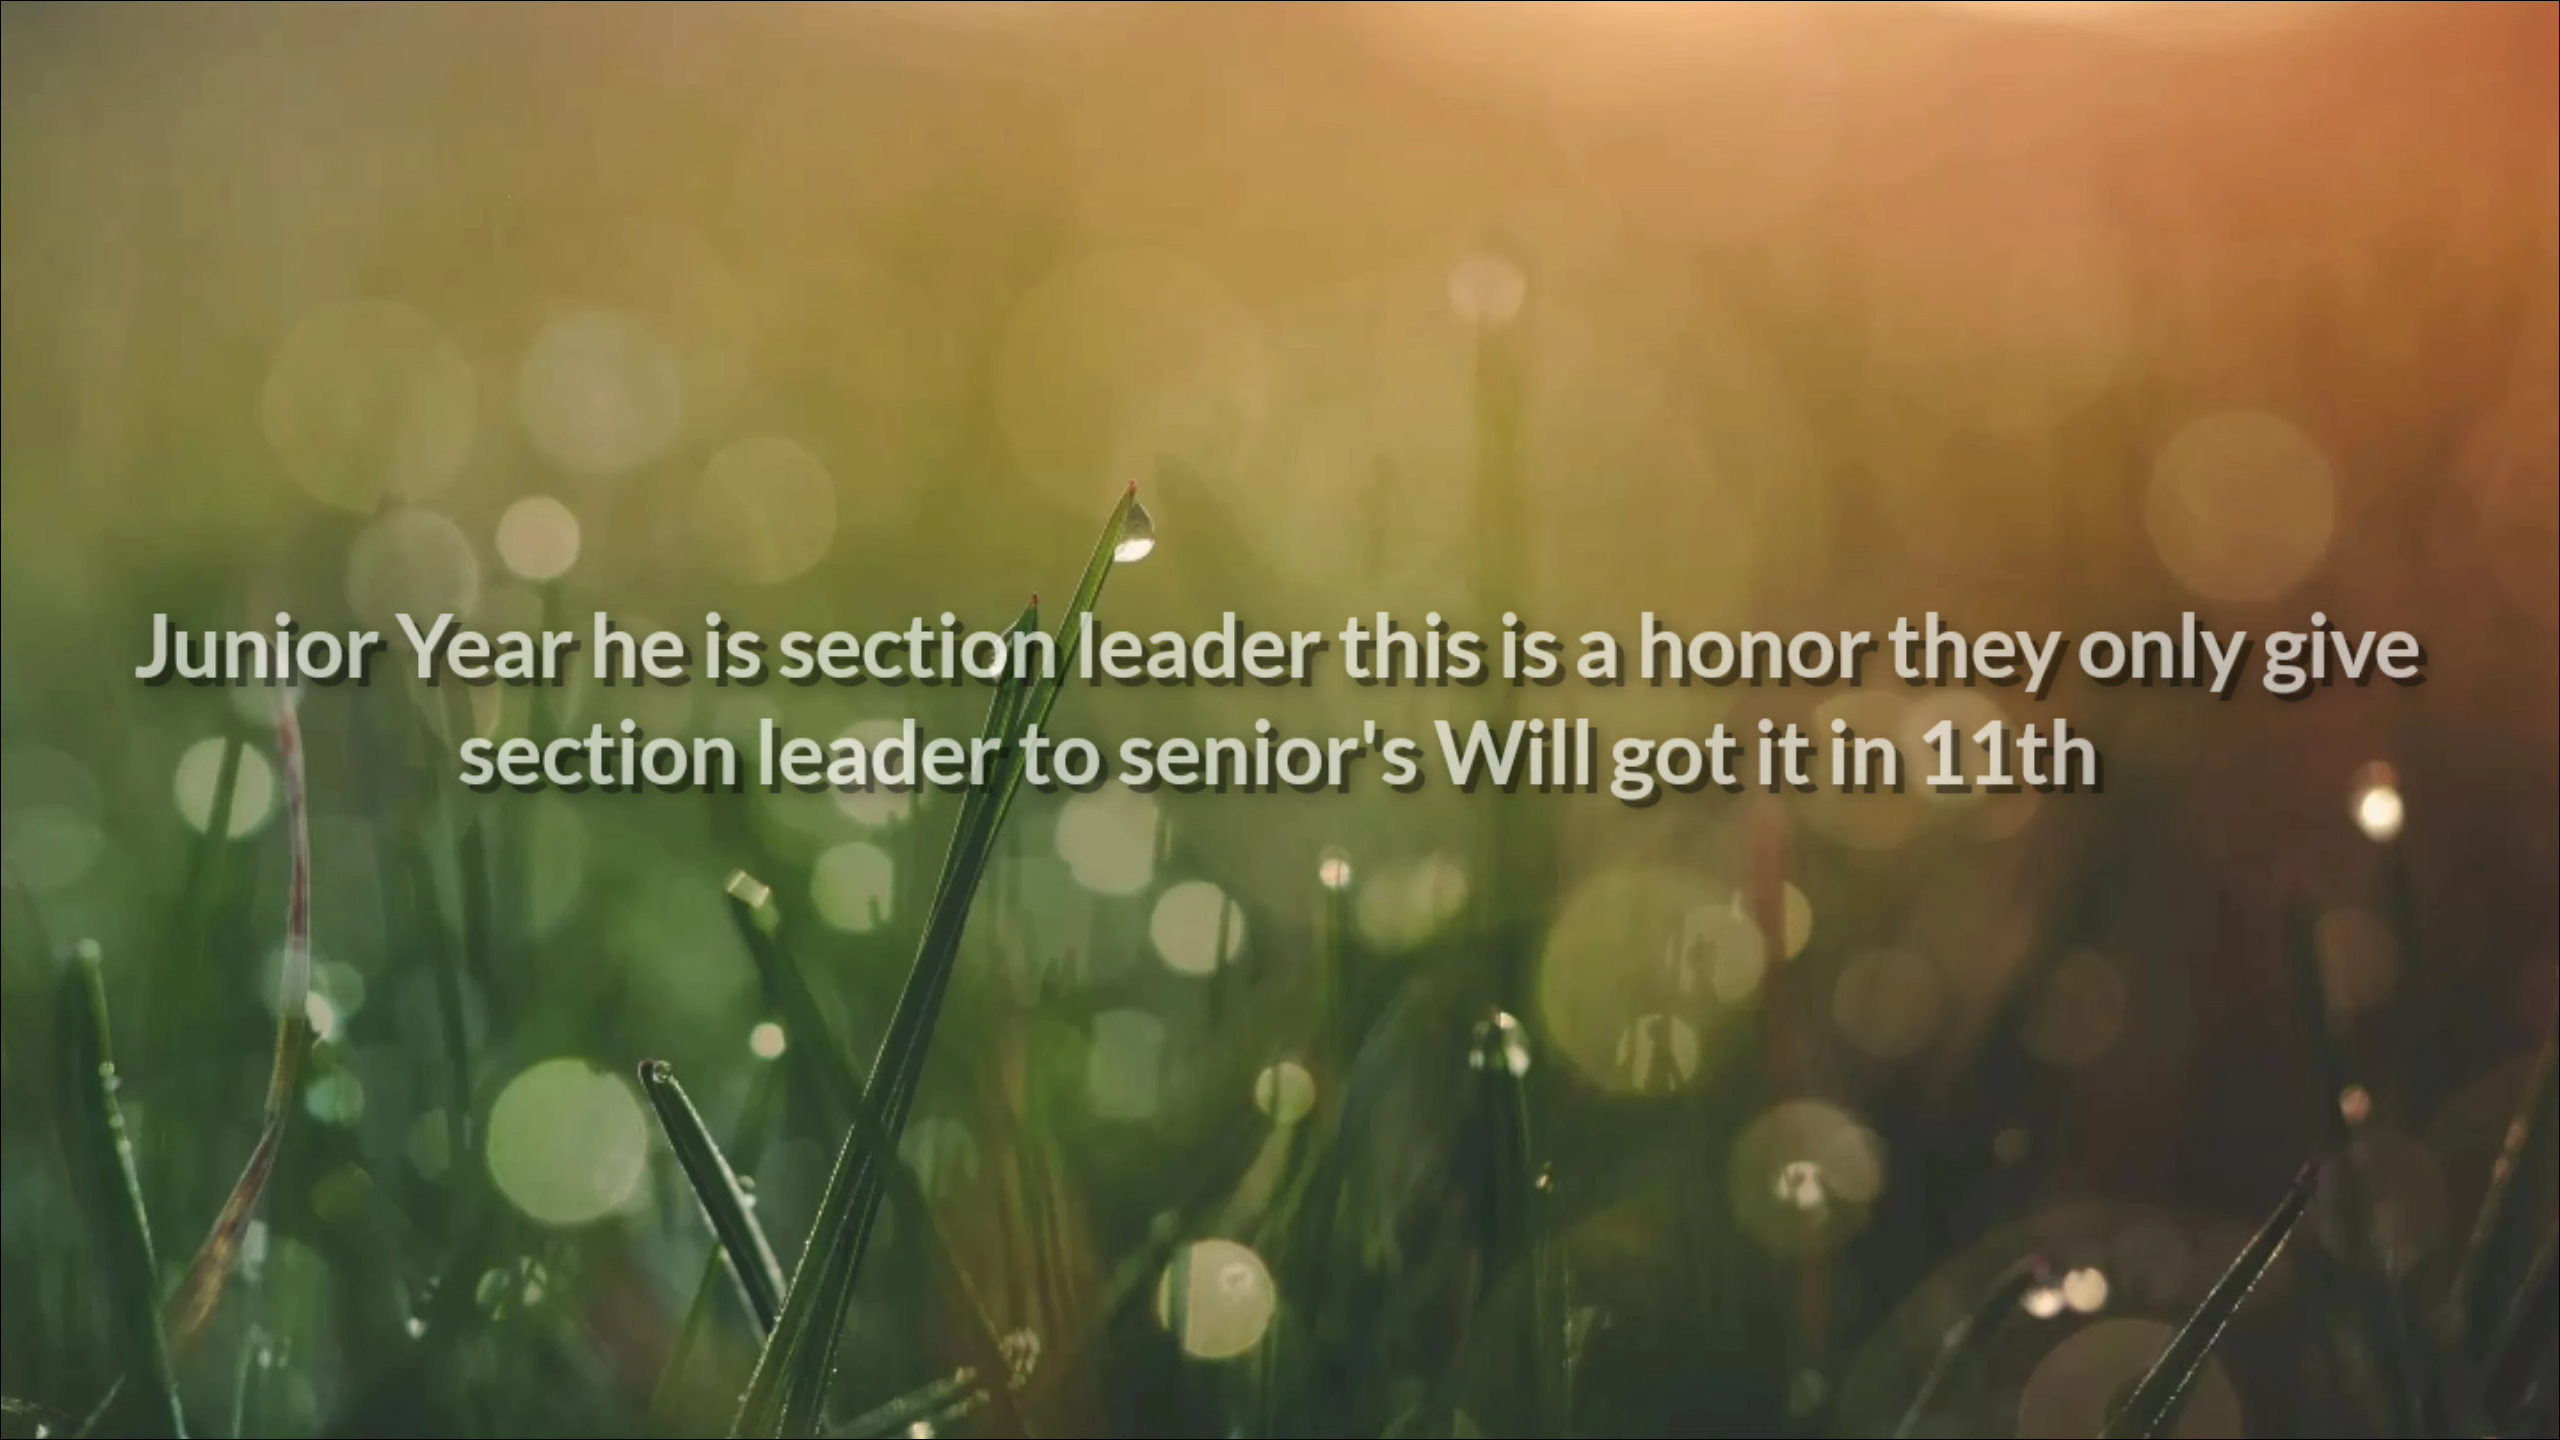 Junior Year he is section leader this is a honor they only give
section leader to senior's Will got it in 11th